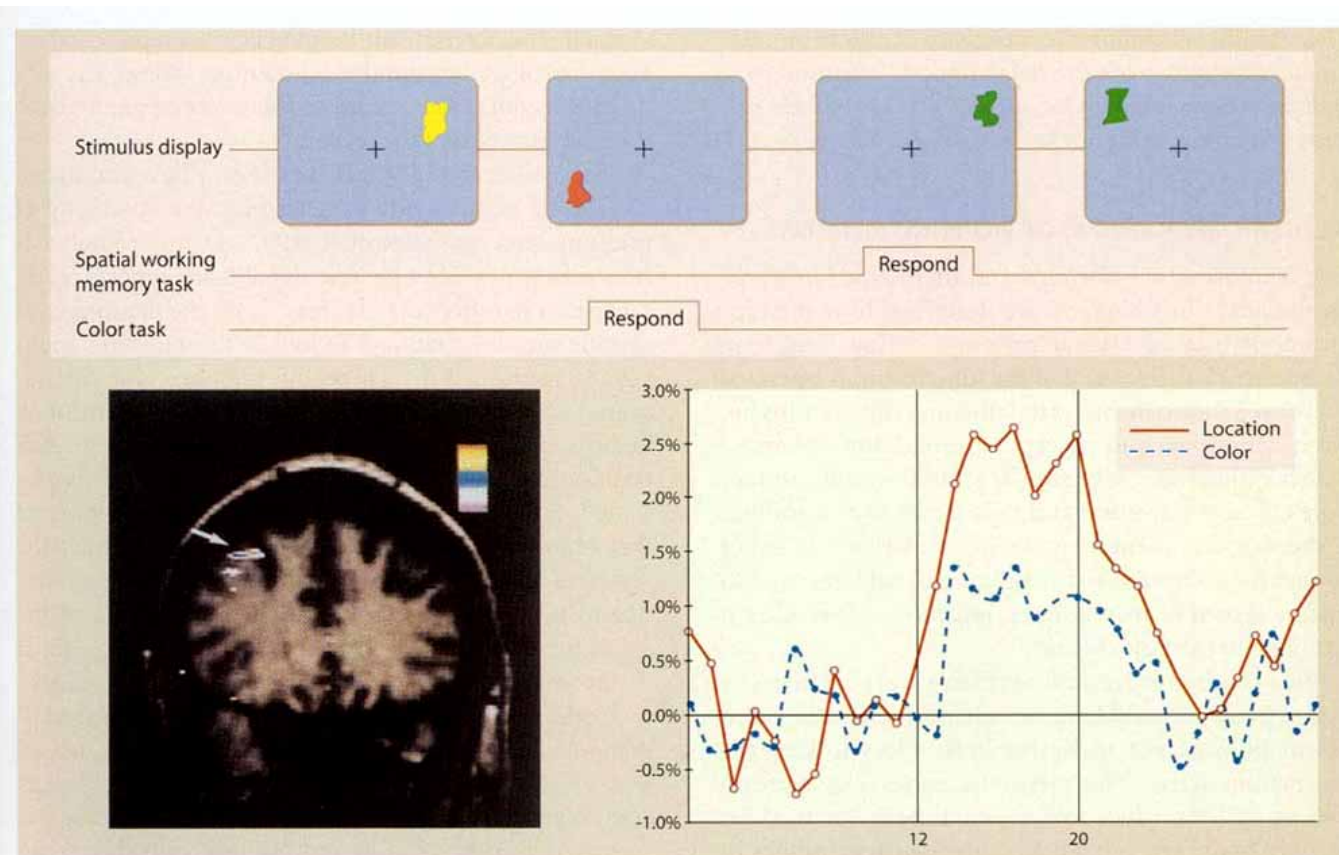 Stimulus display
Respond
Spatial working
memory task
Respond
Color task
3.0%
Location
2.5%
Color
2.0%
1.5%
1.0%
0.5%
0.0%
-0.5%
-1.0%
12
20